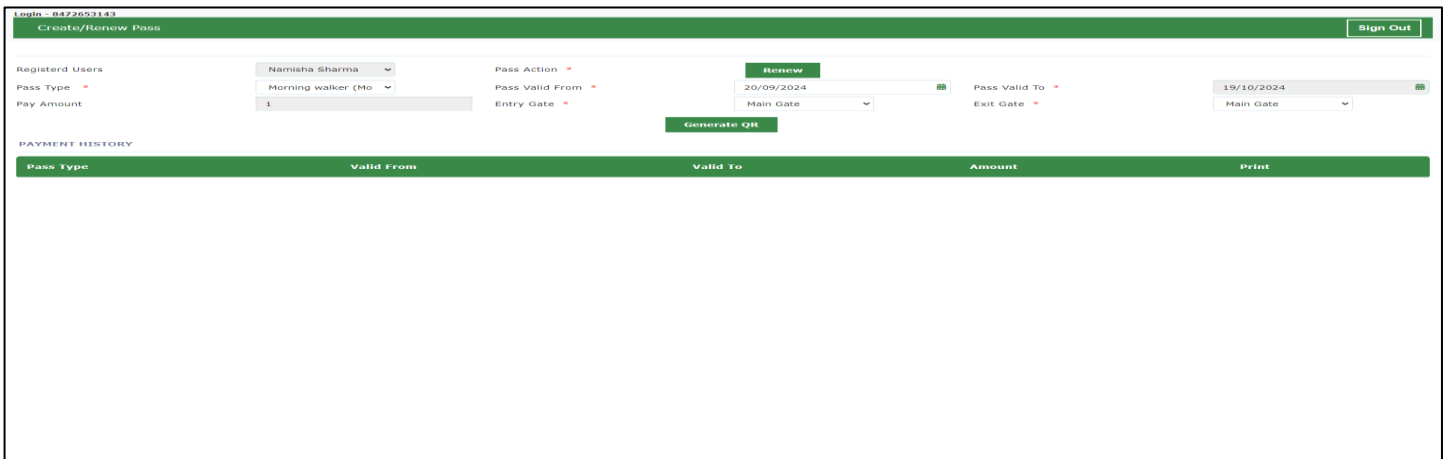 Login - 8472653143
Create/Renew Pass Sign Out
Registerd Users Namisha Sharma Pass Action * Renew
Pass Type * Morning walker (Mo Pass Valid From * 20/09/2024 Pass Valid To * 19/10/2024
Pay Amount 1 Entry Gate * Main Gate Exit Gate * Main Gate
Generate QR
PAYMENT HISTORY
Pass Type Valid From Valid To Amount Print